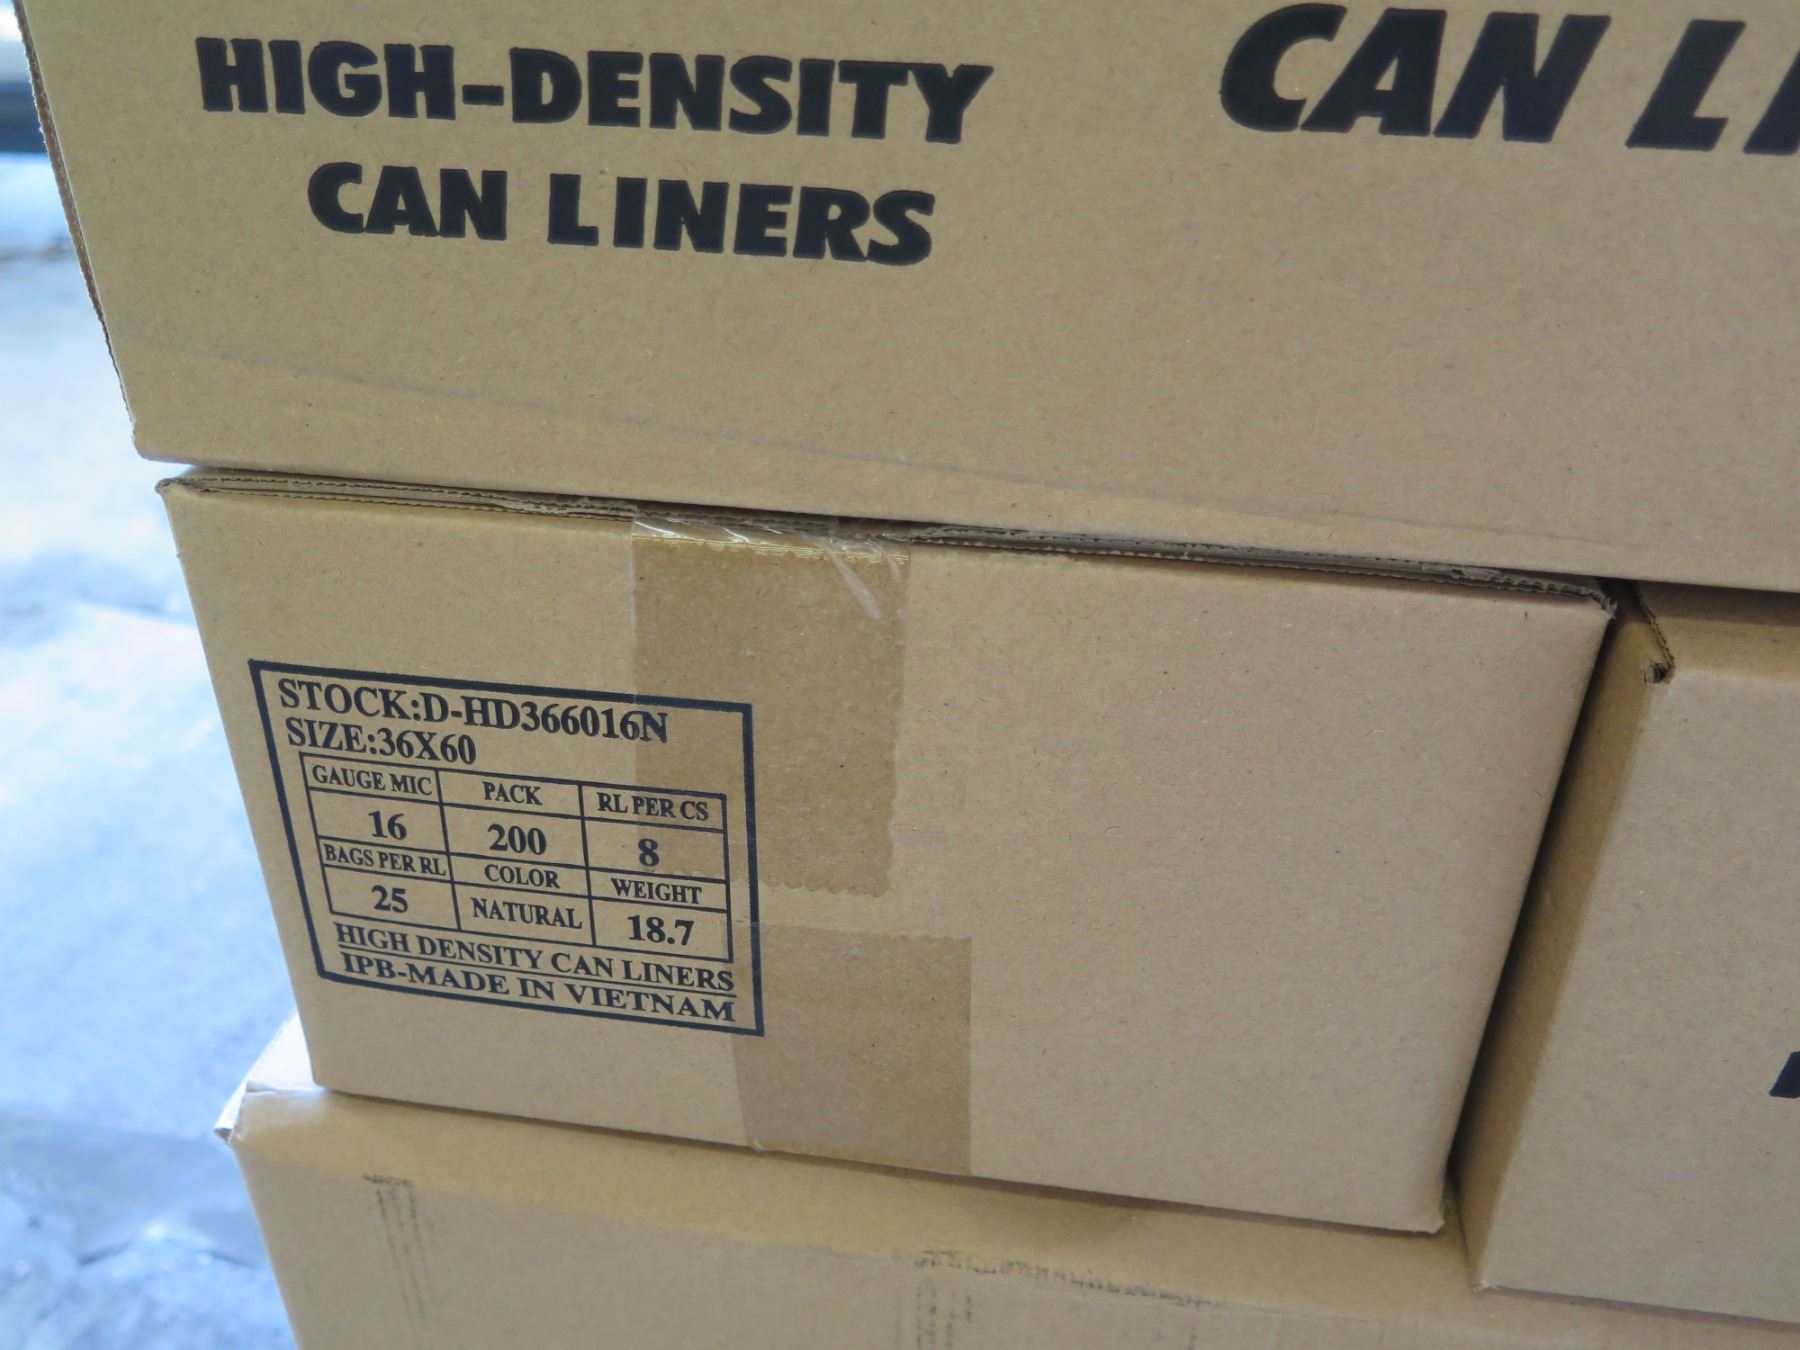 HIGH-DENSITY
CAN LINERS
CAN LI
STOCK:D-HD366016N
SIZE:36X60
GAUGE MIC PACK RL PER CS
16 200 8
BAGS PER RL COLOR WEIGHT
25 NATURAL 18.7
HIGH DENSITY CAN LINERS
IPB-MADE IN VIETNAM